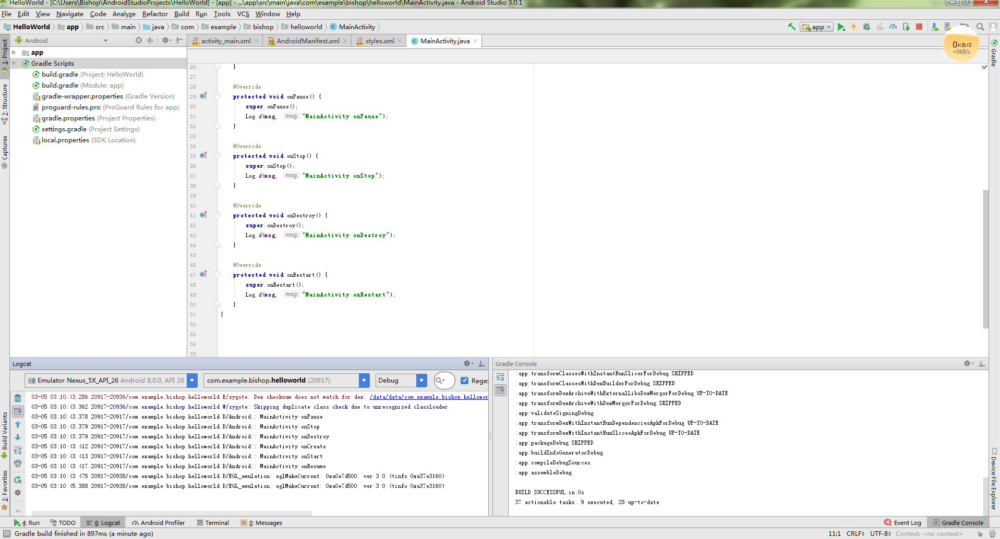 HelloWorld - [C:\Users\Bishop\AndroidStudioProjects\HelloWorld] - [app] - ...\app\src\main\java\com\example\bishop\helloworld\MainActivity.java - Android Studio 3.0.1
File Edit View Navigate Code Analyze Refactor Build Run Tools VCS Window Help
HelloWorld app src main java com example bishop helloworld MainActivity
app
Android
activity_main.xml AndroidManifest.xml styles.xml MainActivity.java
0KB/S
+0KB/s
1: Project
7: Structure
Captures
Build Variants
2: Favorites
Gradle
Device File Explorer
app
Gradle Scripts
build.gradle (Project: HelloWorld)
build.gradle (Module: app)
gradle-wrapper.properties (Gradle Version)
proguard-rules.pro (ProGuard Rules for app)
gradle.properties (Project Properties)
settings.gradle (Project Settings)
local.properties (SDK Location)
26 }
27
28 @Override
29 protected void onPause() {
30 super.onPause();
31 Log.d(msg, msg: "MainActivity onPause");
32 }
33
34 @Override
35 protected void onStop() {
36 super.onStop();
37 Log.d(msg, msg: "MainActivity onStop");
38 }
39
40 @Override
41 protected void onDestroy() {
42 super.onDestroy();
43 Log.d(msg, msg: "MainActivity onDestroy");
44 }
45
46 @Override
47 protected void onRestart() {
48 super.onRestart();
49 Log.d(msg, msg: "MainActivity onRestart");
50 }
51 }
52
53
54
55
Logcat
Emulator Nexus_5X_API_26 Android 8.0.0, API 26 com.example.bishop.helloworld (20917) Debug Regex
03-05 03:10:43.286 20917-20936/com.example.bishop.helloworld E/zygote: Dex checksum does not match for dex: /data/data/com.example.bishop.hellowor
03-05 03:10:43.362 20917-20936/com.example.bishop.helloworld W/zygote: Skipping duplicate class check due to unrecognized classloader
03-05 03:10:43.378 20917-20917/com.example.bishop.helloworld D/Android:: MainActivity onPause
03-05 03:10:43.379 20917-20917/com.example.bishop.helloworld D/Android:: MainActivity onStop
03-05 03:10:43.379 20917-20917/com.example.bishop.helloworld D/Android:: MainActivity onDestroy
03-05 03:10:43.412 20917-20917/com.example.bishop.helloworld D/Android:: MainActivity onCreate
03-05 03:10:43.413 20917-20917/com.example.bishop.helloworld D/Android:: MainActivity onStart
03-05 03:10:43.417 20917-20917/com.example.bishop.helloworld D/Android:: MainActivity onResume
03-05 03:10:43.475 20917-20938/com.example.bishop.helloworld D/EGL_emulation: eglMakeCurrent: 0xa0e7d500: ver 3 0 (tinfo 0xa37e3160)
03-05 03:10:45.388 20917-20938/com.example.bishop.helloworld D/EGL_emulation: eglMakeCurrent: 0xa0e7d500: ver 3 0 (tinfo 0xa37e3160)
Gradle Console
:app:transformClassesWithInstantRunSlicerForDebug SKIPPED
:app:transformClassesWithDexBuilderForDebug SKIPPED
:app:transformDexArchiveWithExternalLibsDexMergerForDebug UP-TO-DATE
:app:transformDexArchiveWithDexMergerForDebug SKIPPED
:app:validateSigningDebug
:app:transformDexWithInstantRunDependenciesApkForDebug UP-TO-DATE
:app:transformDexWithInstantRunSlicesApkForDebug UP-TO-DATE
:app:packageDebug SKIPPED
:app:buildInfoGeneratorDebug
:app:compileDebugSources
:app:assembleDebug
BUILD SUCCESSFUL in 0s
37 actionable tasks: 9 executed, 28 up-to-date
4: Run TODO 6: Logcat Android Profiler Terminal 0: Messages 4 Event Log Gradle Console
Gradle build finished in 897ms (a minute ago) 11:1 CRLF UTF-8 Context: <no context>